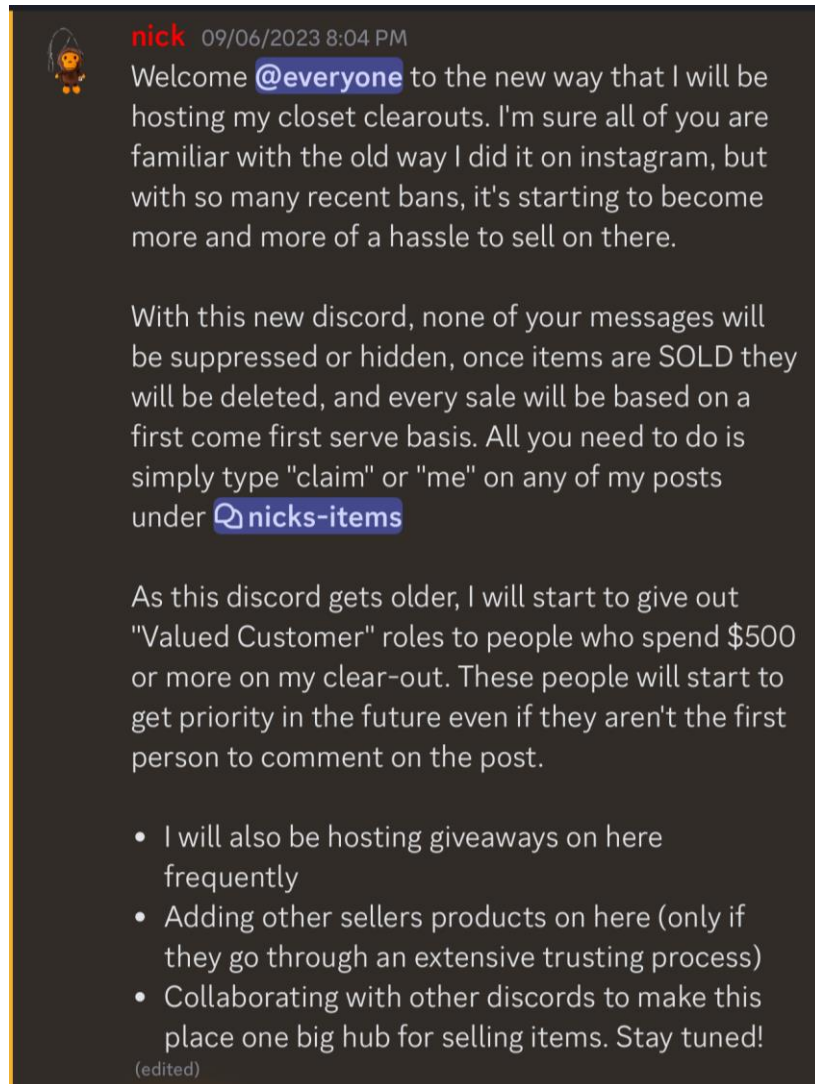 nick 09/06/2023 8:04 PM
Welcome @everyone to the new way that I will be
hosting my closet clearouts. I'm sure all of you are
familiar with the old way I did it on instagram, but
with so many recent bans, it's starting to become
more and more of a hassle to sell on there.
With this new discord, none of your messages will
be suppressed or hidden, once items are SOLD they
will be deleted, and every sale will be based on a
first come first serve basis. All you need to do is
simply type "claim" or "me" on any of my posts
under nicks-items
As this discord gets older, I will start to give out
"Valued Customer" roles to people who spend $500
or more on my clear-out. These people will start to
get priority in the future even if they aren't the first
person to comment on the post.
• I will also be hosting giveaways on here
frequently
• Adding other sellers products on here (only if
they go through an extensive trusting process)
• Collaborating with other discords to make this
place one big hub for selling items. Stay tuned!
(edited)